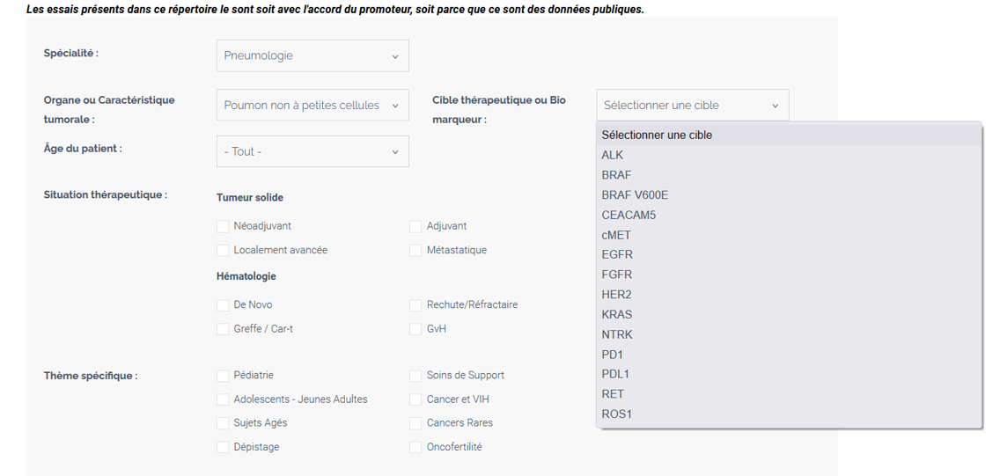 Les essais présents dans ce répertoire le sont soit avec l'accord du promoteur, soit parce que ce sont des données publiques.
Spécialité :
Pneumologie
Organe ou Caractéristique
tumorale :
Poumon non à petites cellules
Cible thérapeutique ou Bio
marqueur :
Sélectionner une cible
Sélectionner une cible
ALK
BRAF
BRAF V600E
CEACAM5
cMET
EGFR
FGFR
HER2
KRAS
NTRK
PD1
PDL1
RET
ROS1
Âge du patient :
- Tout -
Situation thérapeutique :
Tumeur solide
Néoadjuvant
Adjuvant
Localement avancée
Métastatique
Hématologie
De Novo
Rechute/Réfractaire
Greffe / Car-t
GvH
Thème spécifique :
Pédiatrie
Soins de Support
Adolescents - Jeunes Adultes
Cancer et VIH
Sujets Agés
Cancers Rares
Dépistage
Oncofertilité